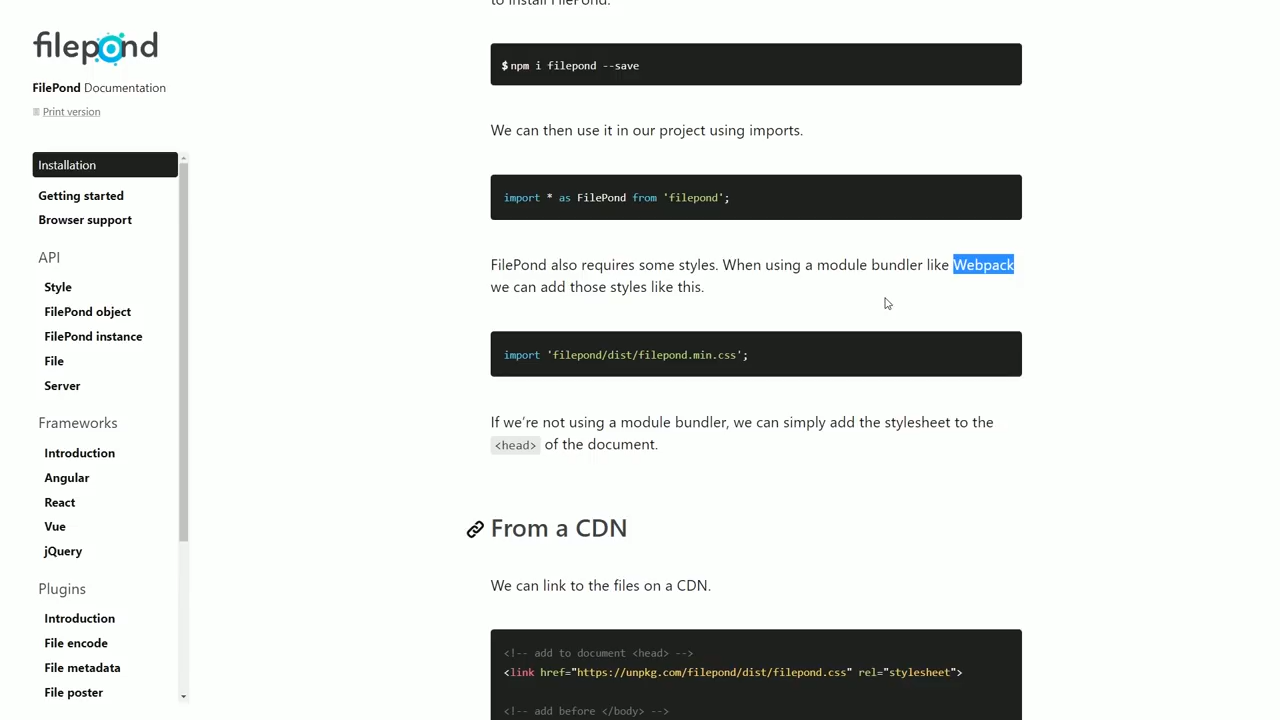 filepond
FilePond Documentation
Print version
Installation
Getting started
Browser support
API
Style
FilePond object
FilePond instance
File
Server
Frameworks
Introduction
Angular
React
Vue
jQuery
Plugins
Introduction
File encode
File metadata
File poster
to install FilePond.
$ npm i filepond --save
We can then use it in our project using imports.
import * as FilePond from 'filepond';
FilePond also requires some styles. When using a module bundler like Webpack
we can add those styles like this.
import 'filepond/dist/filepond.min.css';
If we’re not using a module bundler, we can simply add the stylesheet to the
<head> of the document.
From a CDN
We can link to the files on a CDN.
<!-- add to document <head> -->
<link href="https://unpkg.com/filepond/dist/filepond.css" rel="stylesheet">
<!-- add before </body> -->